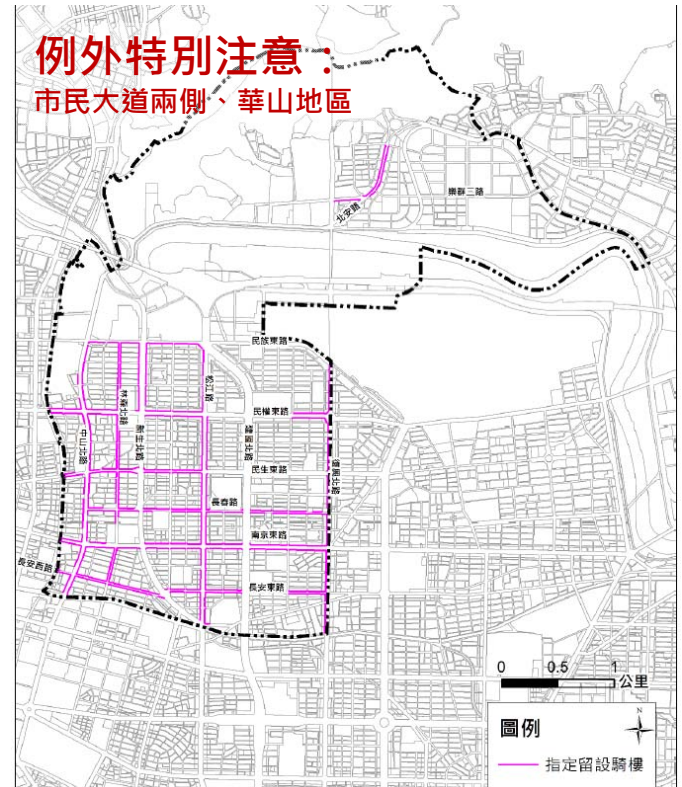 例外特別注意：
市民大道兩側、華山地區
樂群三路
北安路
民族東路
松江路
林森北路
民權東路
新生北路
建國北路
中山北路
民生東路
復興北路
長春路
南京東路
長安西路
長安東路
0 0.5 1
公里
圖例
N
指定留設騎樓